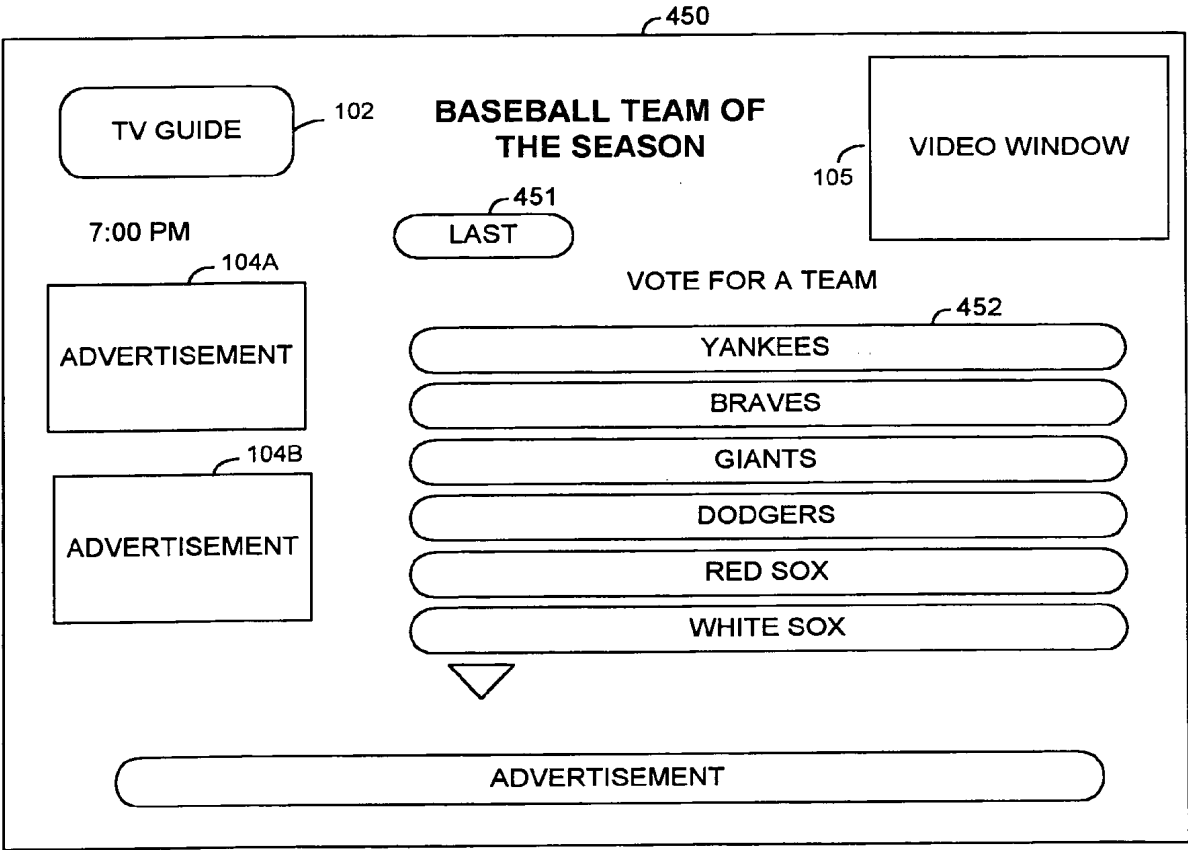 450
TV GUIDE
102
BASEBALL TEAM OF
THE SEASON
VIDEO WINDOW
105
7:00 PM
451
LAST
104A
ADVERTISEMENT
VOTE FOR A TEAM
452
YANKEES
BRAVES
GIANTS
DODGERS
RED SOX
WHITE SOX
104B
ADVERTISEMENT
ADVERTISEMENT